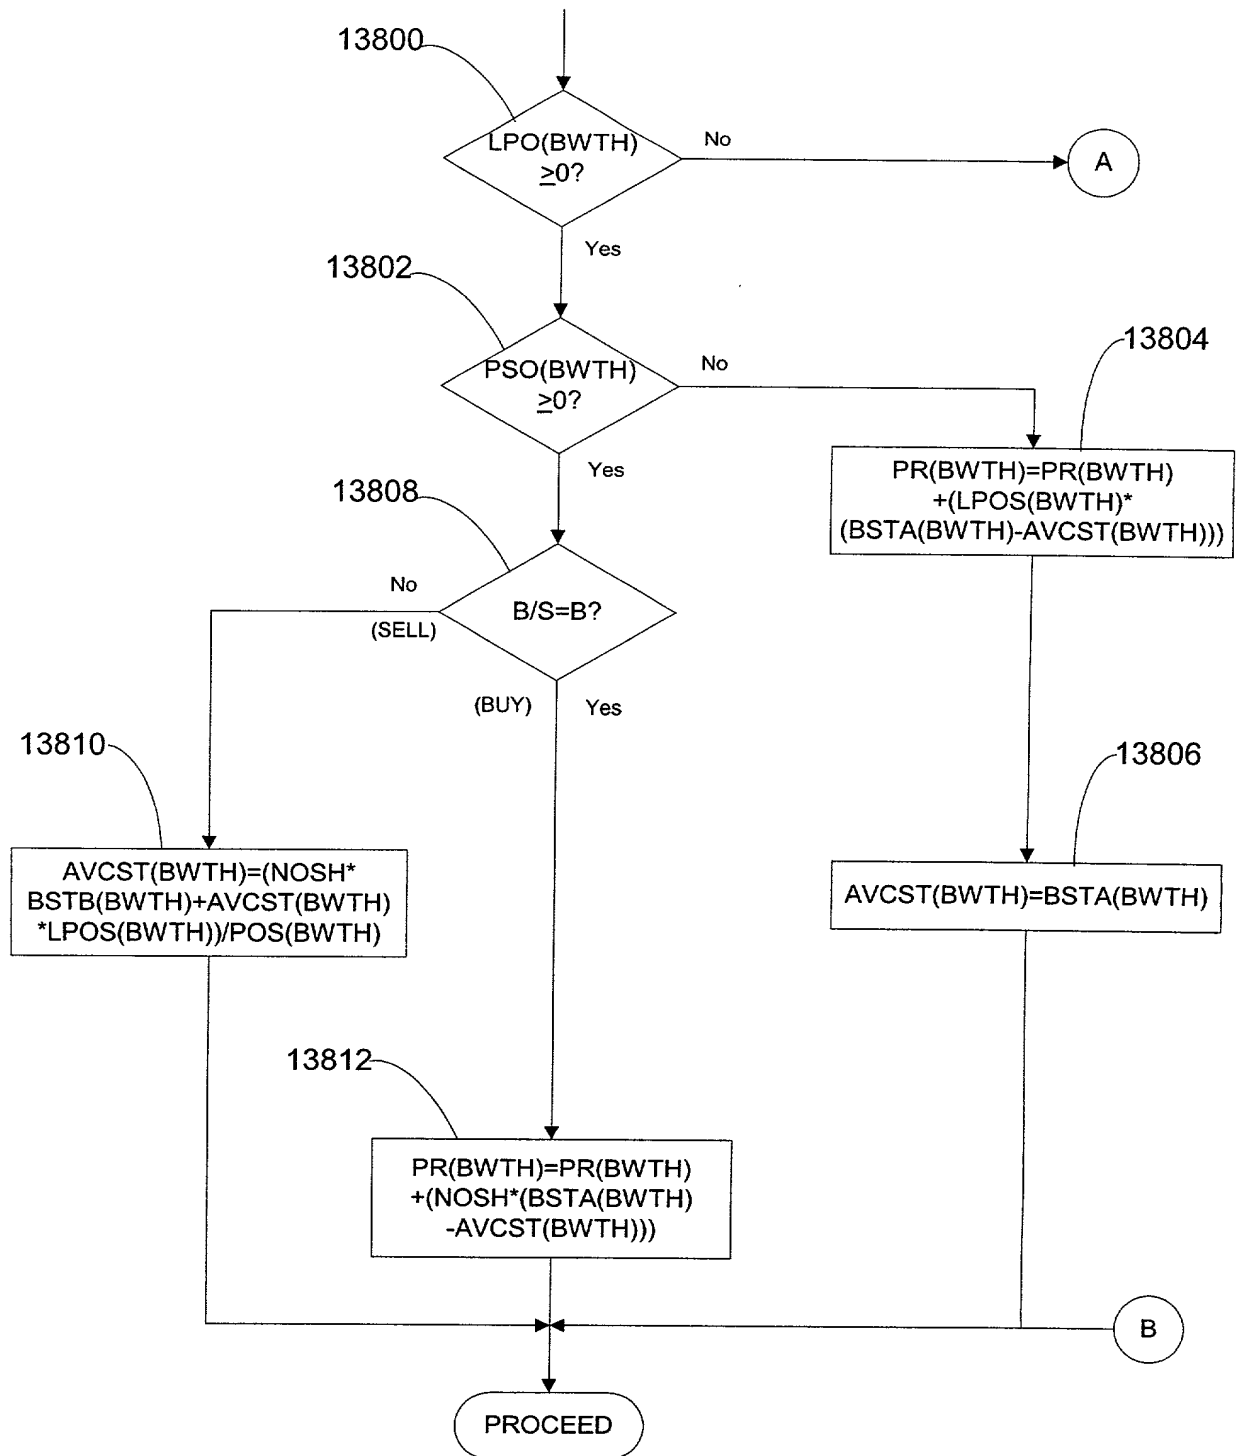 13800
LPO(BWTH)
≥0?
No
A
Yes
13802
PSO(BWTH)
≥0?
No
13804
PR(BWTH)=PR(BWTH)
+(LPOS(BWTH)*
(BSTA(BWTH)-AVCST(BWTH)))
Yes
13808
B/S=B?
No
(SELL)
(BUY)
Yes
13810
AVCST(BWTH)=(NOSH*
BSTB(BWTH)+AVCST(BWTH)
*LPOS(BWTH))/POS(BWTH)
13806
AVCST(BWTH)=BSTA(BWTH)
13812
PR(BWTH)=PR(BWTH)
+(NOSH*(BSTA(BWTH)
-AVCST(BWTH)))
B
PROCEED